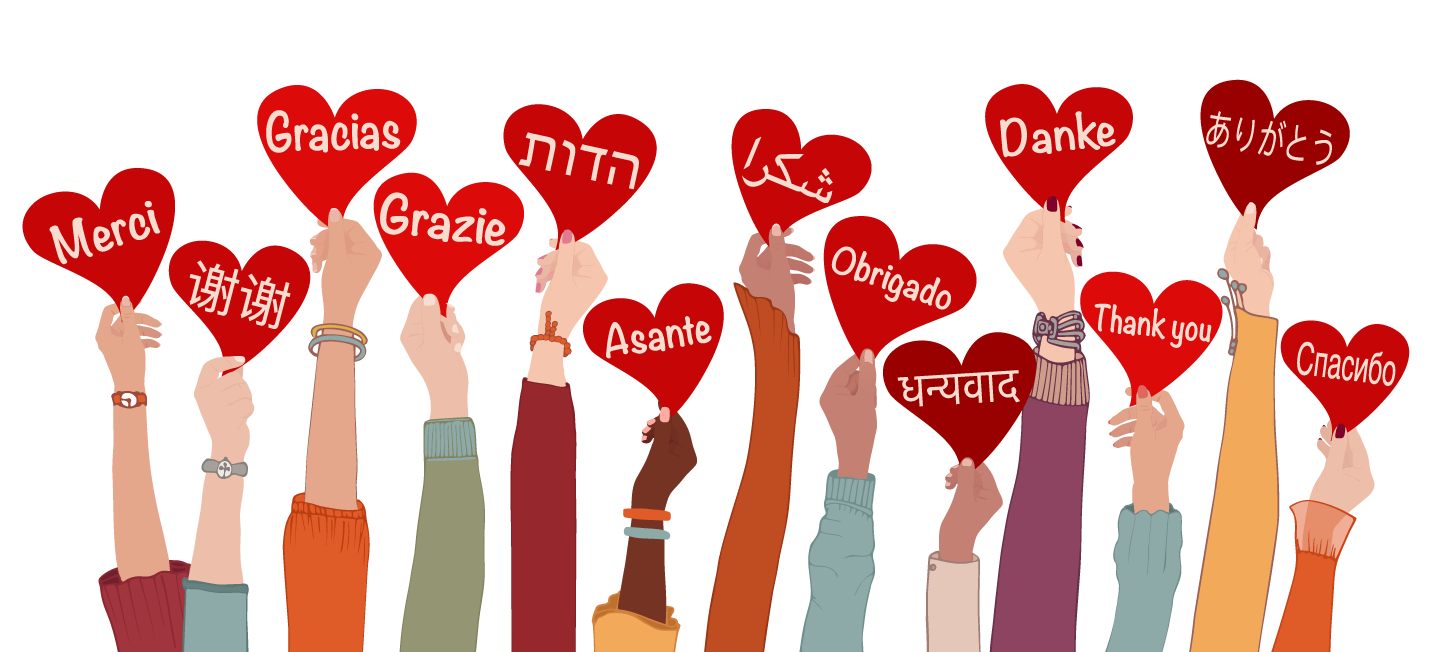 Merci
谢谢
Gracias
Grazie
הדות
Asante
شكرًا
Obrigado
धन्यवाद
Danke
Thank you
ありがとう
Спасибо